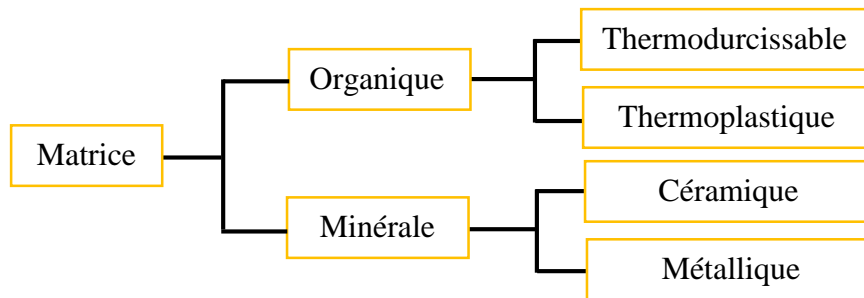 Matrice
Organique
Thermodurcissable
Thermoplastique
Minérale
Céramique
Métallique